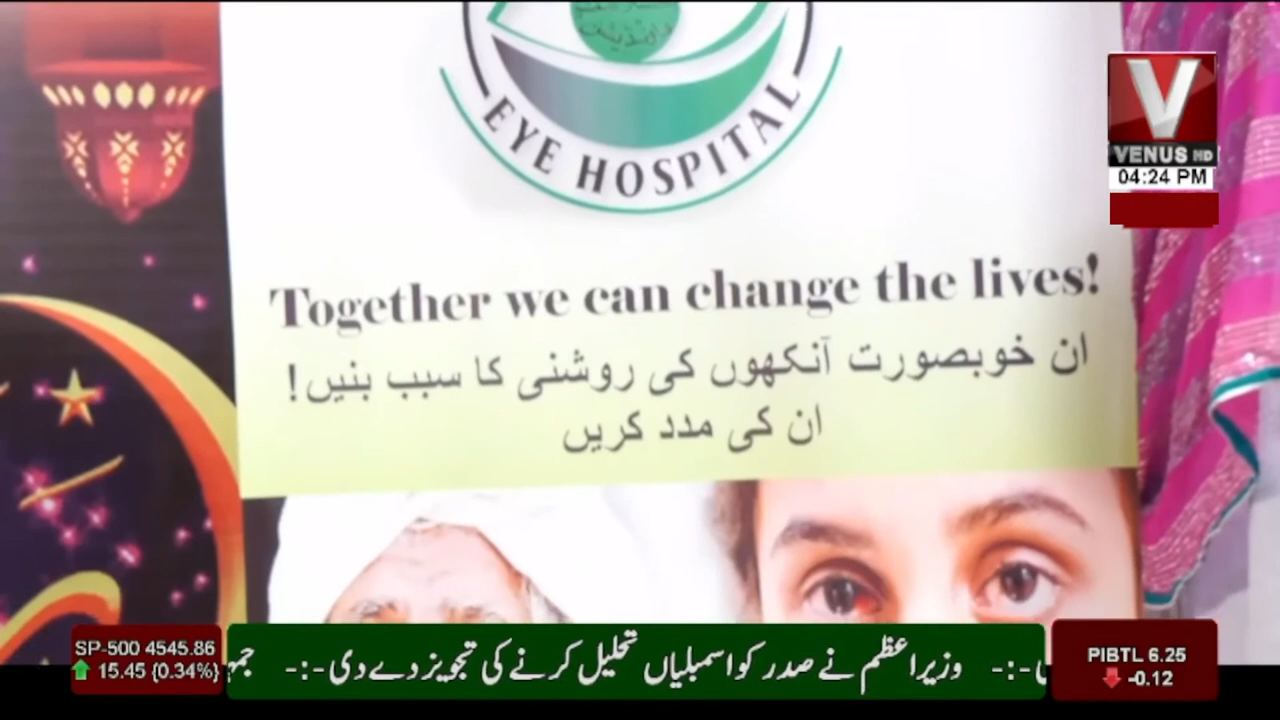 EYE HOSPITAL
Together we can change the lives!
ان خوبصورت آنکھوں کی روشنی کا سبب بنیں!
ان کی مدد کریں
V
VENUS HD
04:24 PM
SP-500 4545.86
15.45 (0.34%)
وزیراعظم نے صدر کو اسمبلیاں تحلیل کرنے کی تجویز دے دی -:-
PIBTL 6.25
-0.12